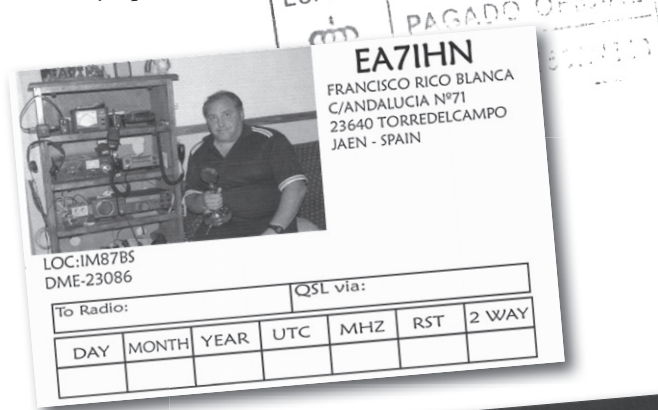 PAGADO
EA7IHN
FRANCISCO RICO BLANCA
C/ANDALUCIA Nº71
23640 TORREDELCAMPO
JAEN - SPAIN
LOC:IM87BS
DME-23086
To Radio:
QSL via:
DAY MONTH YEAR UTC MHZ RST 2 WAY